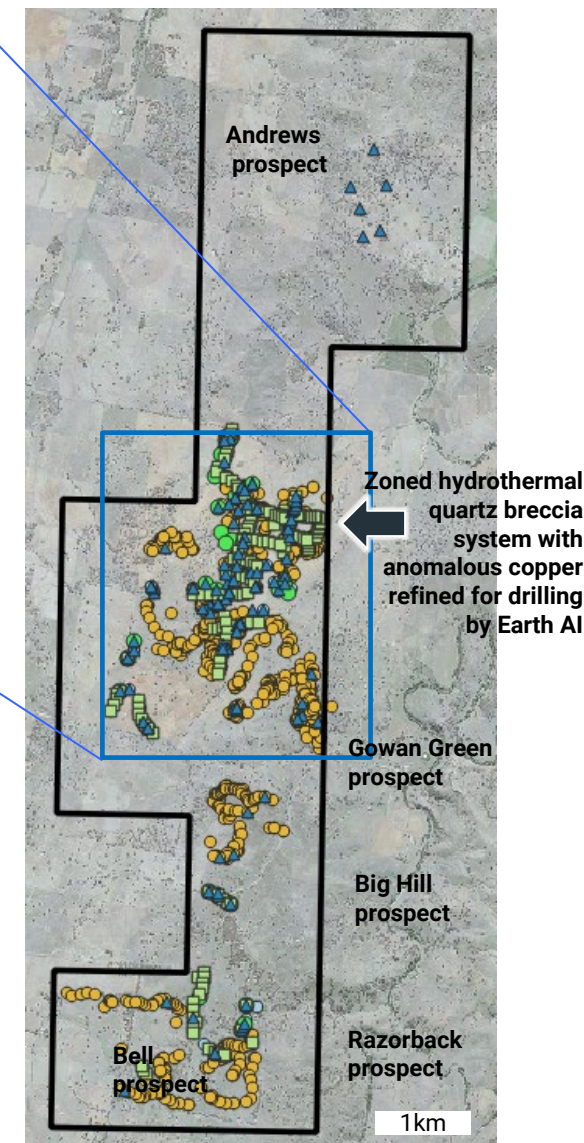 Andrews
prospect
Zoned hydrothermal
quartz breccia
system with
anomalous copper
refined for drilling
by Earth AI
Gowan Green
prospect
Big Hill
prospect
Razorback
prospect
Bell
prospect
1km